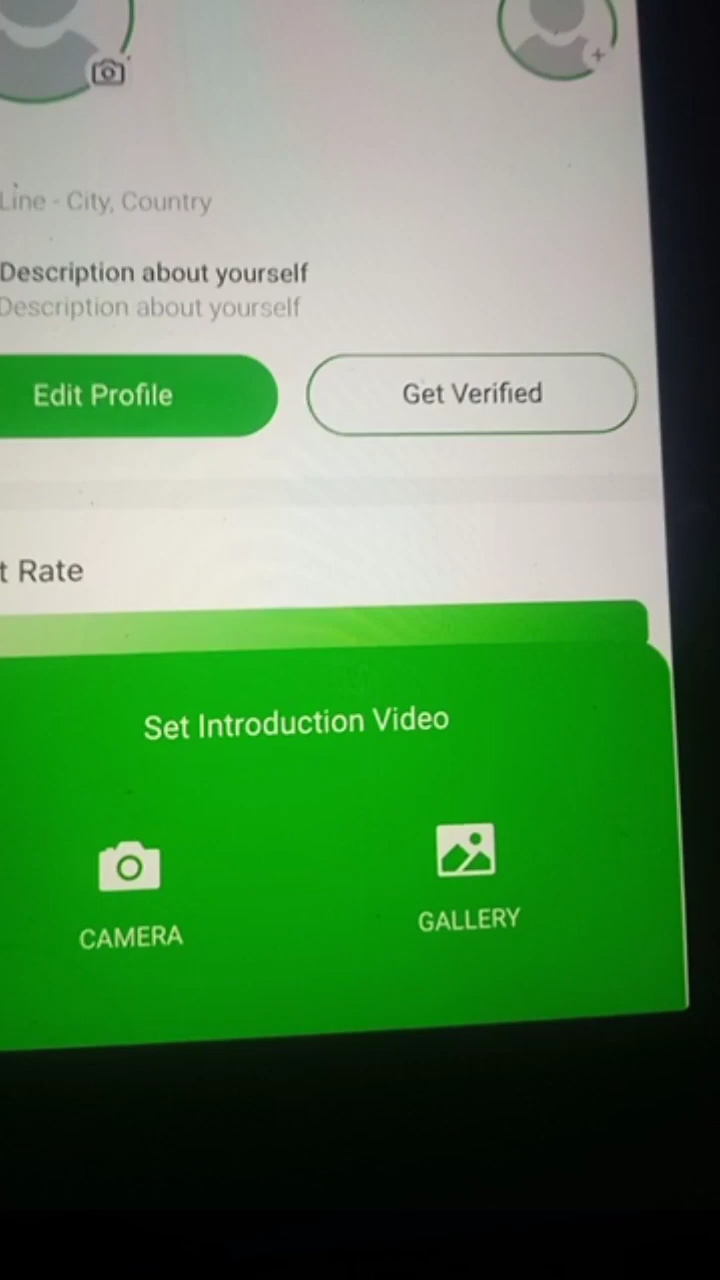 Line - City, Country
Description about yourself
Description about yourself
Edit Profile
Get Verified
t Rate
Set Introduction Video
CAMERA
GALLERY